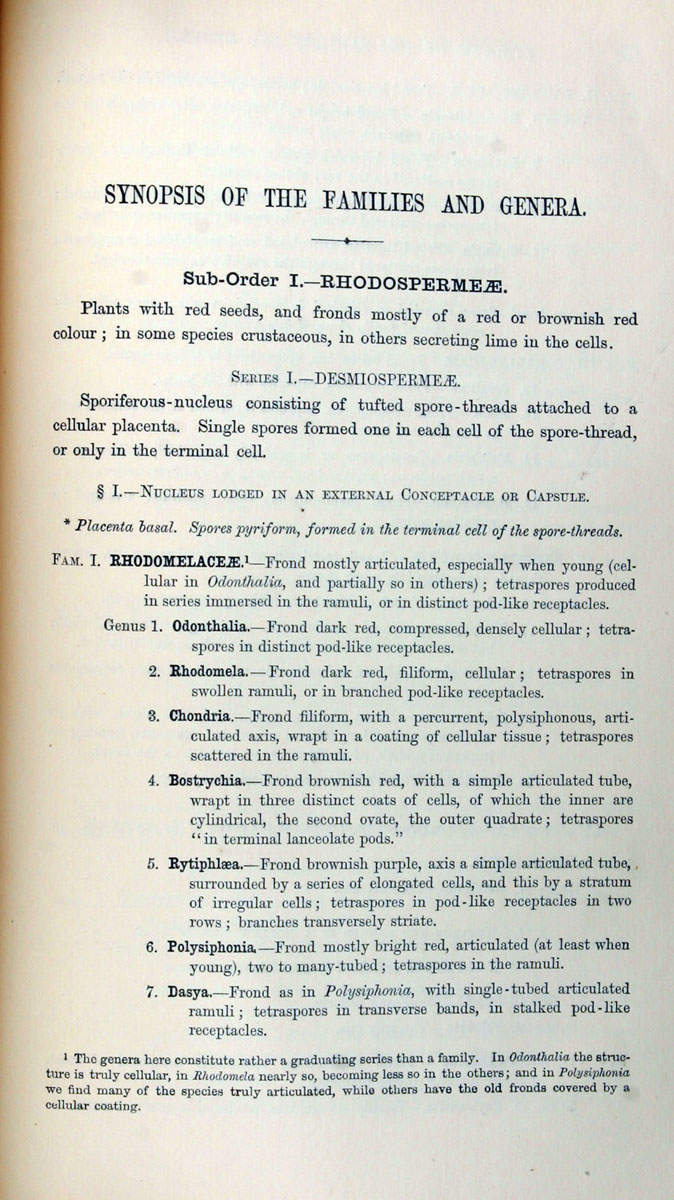 SYNOPSIS OF THE FAMILIES AND GENERA.
Sub-Order I.—RHODOSPERMEÆ.
Plants with red seeds, and fronds mostly of a red or brownish red
colour; in some species crustaceous, in others secreting lime in the cells.
Series I.—DESMIOSPERMEÆ.
Sporiferous-nucleus consisting of tufted spore-threads attached to a
cellular placenta. Single spores formed one in each cell of the spore-thread,
or only in the terminal cell.
§ I.—Nucleus lodged in an external Conceptacle or Capsule.
* Placenta basal. Spores pyriform, formed in the terminal cell of the spore-threads.
Fam. I. RHODOMELACEÆ.¹—Frond mostly articulated, especially when young (cel-
lular in Odonthalia, and partially so in others); tetraspores produced
in series immersed in the ramuli, or in distinct pod-like receptacles.
Genus 1. Odonthalia.—Frond dark red, compressed, densely cellular; tetra-
spores in distinct pod-like receptacles.
2. Rhodomela.—Frond dark red, filiform, cellular; tetraspores in
swollen ramuli, or in branched pod-like receptacles.
3. Chondria.—Frond filiform, with a percurrent, polysiphonous, arti-
culated axis, wrapt in a coating of cellular tissue; tetraspores
scattered in the ramuli.
4. Bostrychia.—Frond brownish red, with a simple articulated tube,
wrapt in three distinct coats of cells, of which the inner are
cylindrical, the second ovate, the outer quadrate; tetraspores
"in terminal lanceolate pods."
5. Rytiphlæa.—Frond brownish purple, axis a simple articulated tube,
surrounded by a series of elongated cells, and this by a stratum
of irregular cells; tetraspores in pod-like receptacles in two
rows; branches transversely striate.
6. Polysiphonia.—Frond mostly bright red, articulated (at least when
young), two to many-tubed; tetraspores in the ramuli.
7. Dasya.—Frond as in Polysiphonia, with single-tubed articulated
ramuli; tetraspores in transverse bands, in stalked pod-like
receptacles.
¹ The genera here constitute rather a graduating series than a family. In Odonthalia the struc-
ture is truly cellular, in Rhodomela nearly so, becoming less so in the others; and in Polysiphonia
we find many of the species truly articulated, while others have the old fronds covered by a
cellular coating.